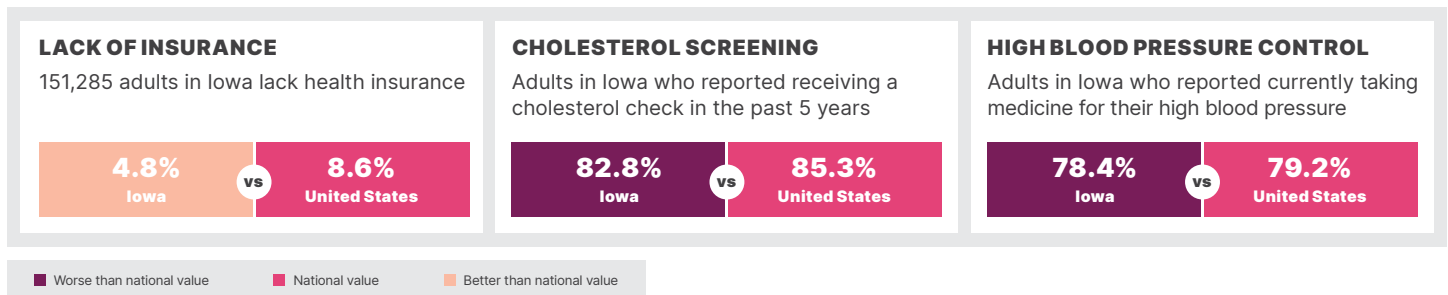 LACK OF INSURANCE
151,285 adults in Iowa lack health insurance
4.8%
Iowa
vs
8.6%
United States
CHOLESTEROL SCREENING
Adults in Iowa who reported receiving a
cholesterol check in the past 5 years
82.8%
Iowa
vs
85.3%
United States
HIGH BLOOD PRESSURE CONTROL
Adults in Iowa who reported currently taking
medicine for their high blood pressure
78.4%
Iowa
vs
79.2%
United States
Worse than national value
National value
Better than national value